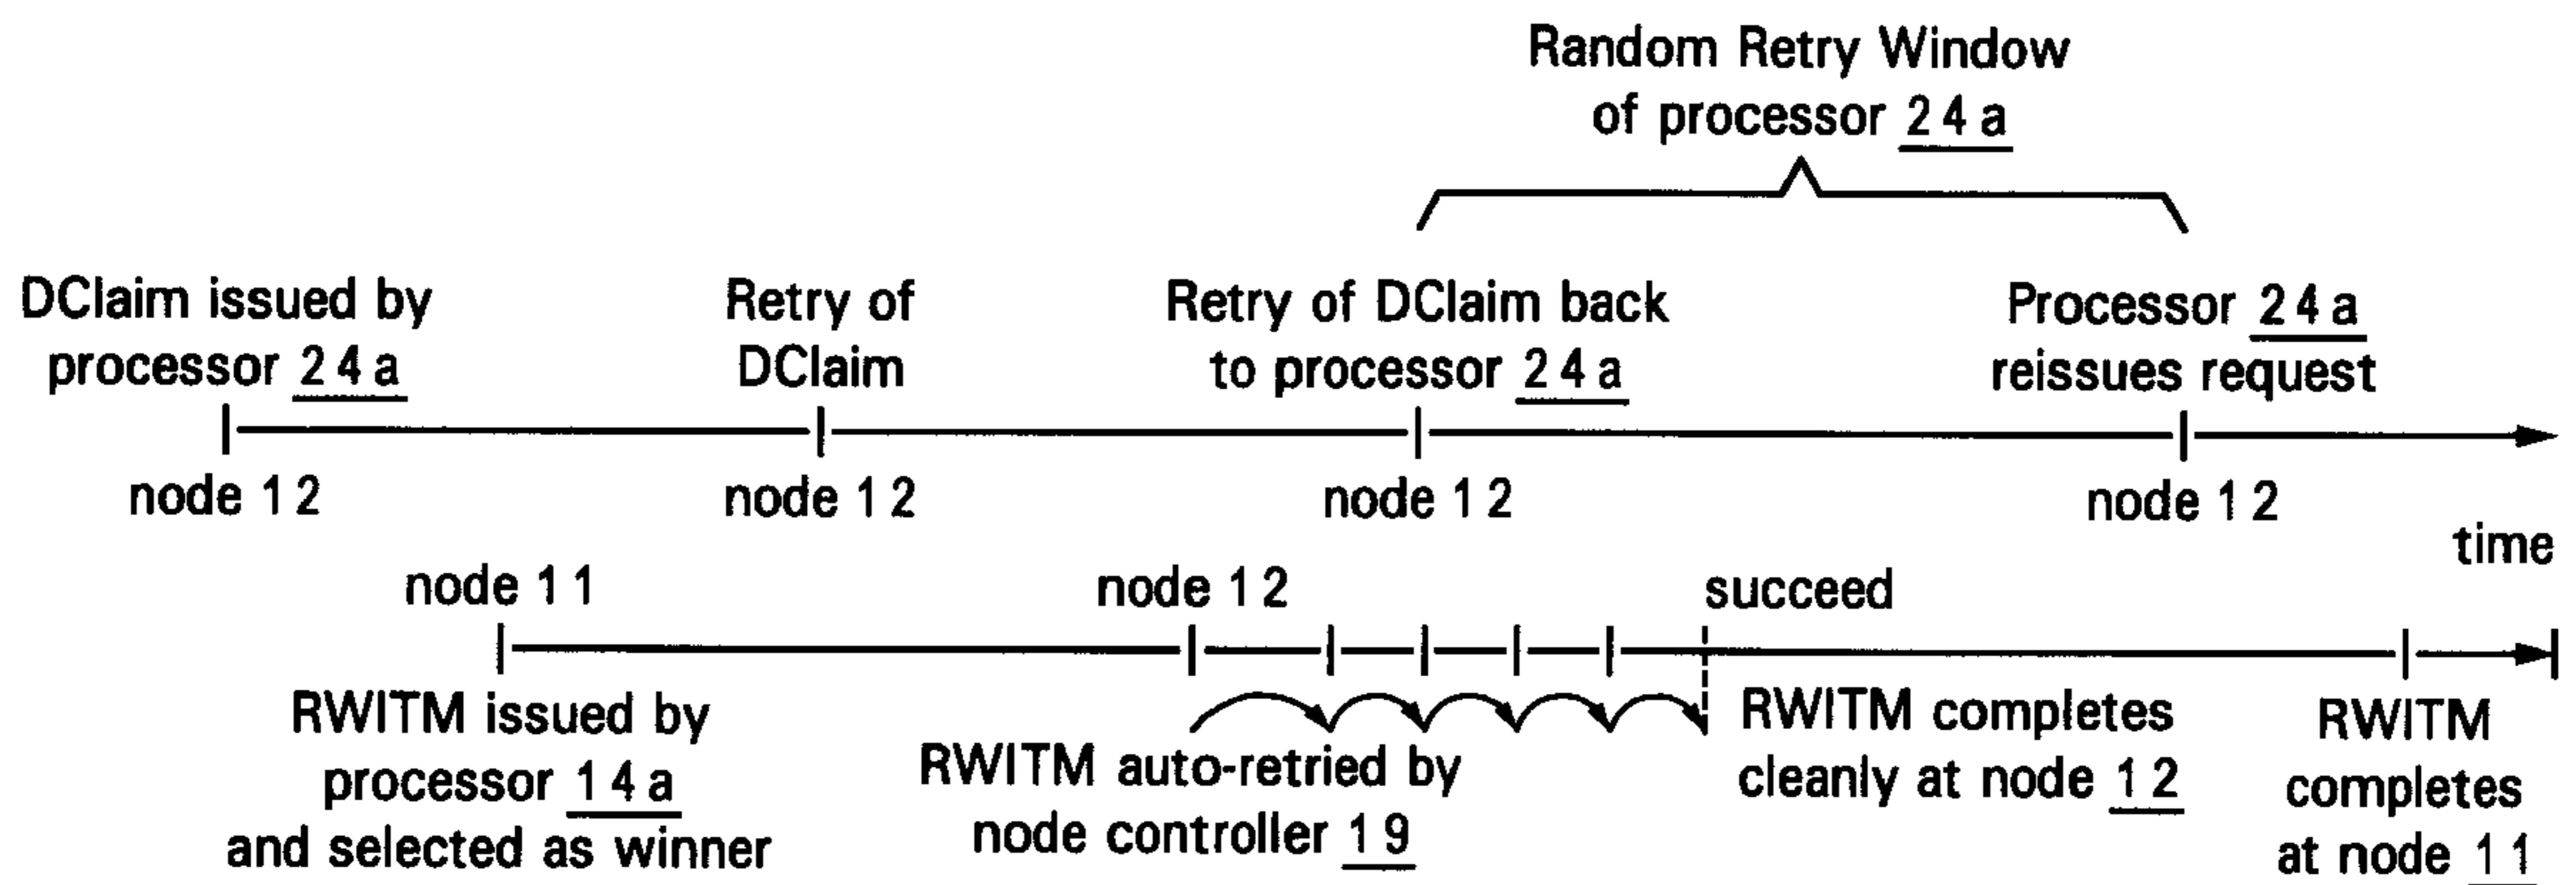 Random Retry Window
of processor 24a
DClaim issued by
processor 24a
Retry of
DClaim
Retry of DClaim back
to processor 24a
Processor 24a
reissues request
node 12
node 12
node 12
node 12
time
node 11
node 12
succeed
RWITM issued by
processor 14a
and selected as winner
RWITM auto-retried by
node controller 19
RWITM completes
cleanly at node 12
RWITM
completes
at node 11